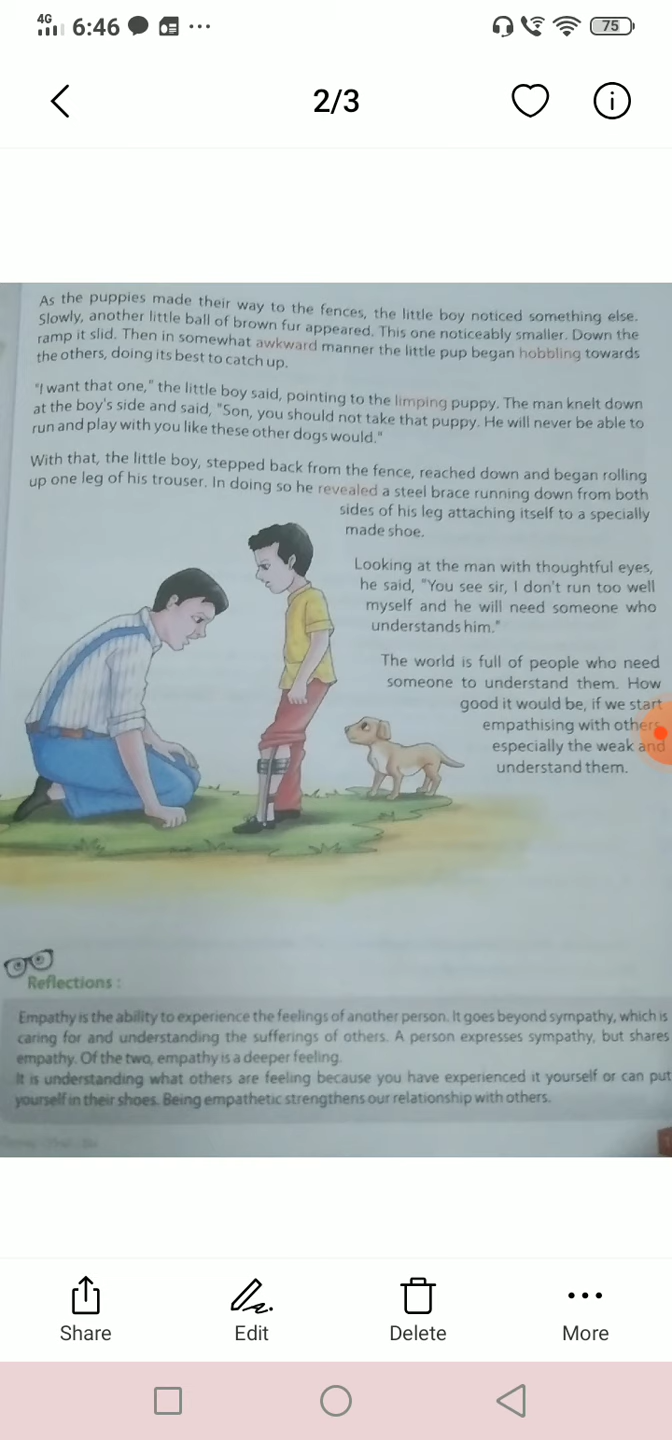 4G 6:46 75
2/3
As the puppies made their way to the fences, the little boy noticed something else.
Slowly, another little ball of brown fur appeared. This one noticeably smaller. Down the
ramp it slid. Then in somewhat awkward manner the little pup began hobbling towards
the others, doing its best to catch up.
"I want that one," the little boy said, pointing to the limping puppy. The man knelt down
at the boy's side and said, "Son, you should not take that puppy. He will never be able to
run and play with you like these other dogs would."
With that, the little boy, stepped back from the fence, reached down and began rolling
up one leg of his trouser. In doing so he revealed a steel brace running down from both
sides of his leg attaching itself to a specially
made shoe.
Looking at the man with thoughtful eyes,
he said, "You see sir, I don't run too well
myself and he will need someone who
understands him."
The world is full of people who need
someone to understand them. How
good it would be, if we start
empathising with others
especially the weak and
understand them.
Reflections :
Empathy is the ability to experience the feelings of another person. It goes beyond sympathy, which is
caring for and understanding the sufferings of others. A person expresses sympathy, but shares
empathy. Of the two, empathy is a deeper feeling.
It is understanding what others are feeling because you have experienced it yourself or can put
yourself in their shoes. Being empathetic strengthens our relationship with others.
Share Edit Delete More